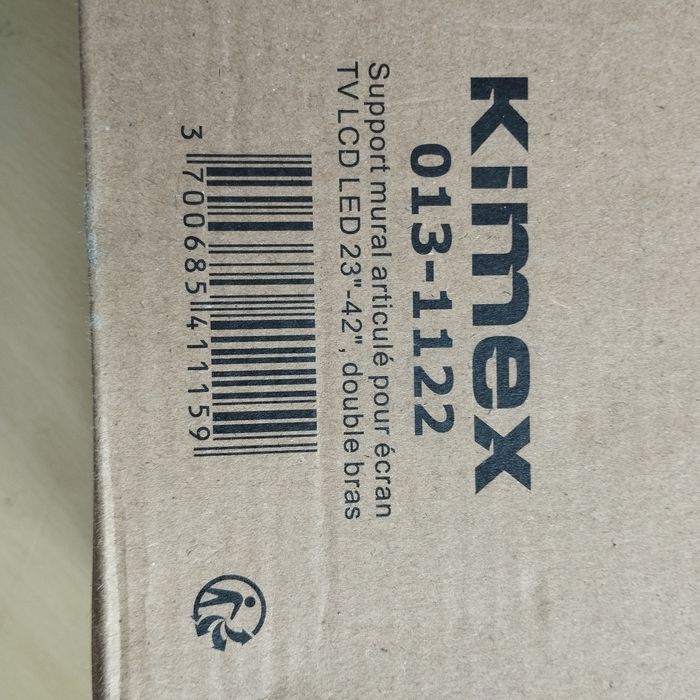 Kimex
013-1122
Support mural articulé pour écran
TV LCD LED 23"-42", double bras
3 700685 411159